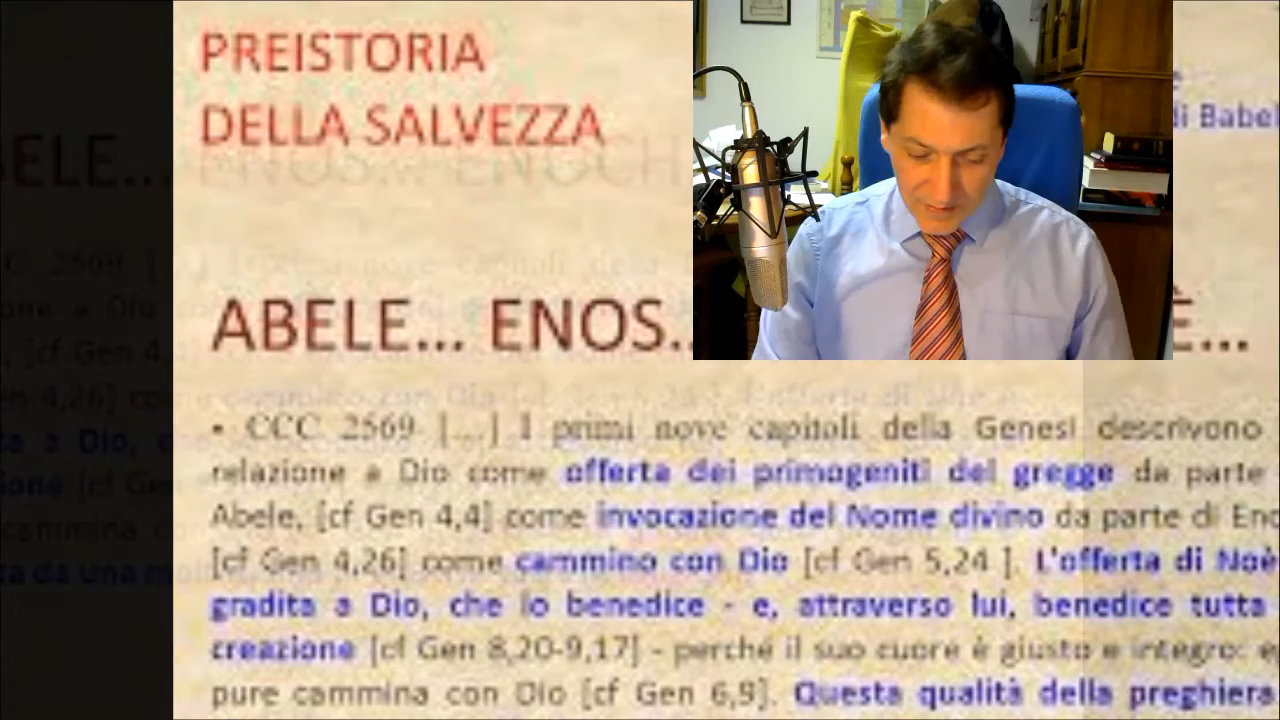 PREISTORIA
DELLA SALVEZZA
di Babel
ABELE... ENOS..
• CCC 2569 [...] I primi nove capitoli della Genesi descrivono
relazione a Dio come offerta dei primogeniti del gregge da parte
Abele, [cf Gen 4,4] come invocazione del Nome divino da parte di
[cf Gen 4,26] come cammino con Dio [cf Gen 5,24 ]. L'offerta di Noè
gradita a Dio, che lo benedice - e, attraverso lui, benedice tutta
creazione [cf Gen 8,20-9,17] - perché il suo cuore è giusto e integro:
pure cammina con Dio [cf Gen 6,9]. Questa qualità della preghiera